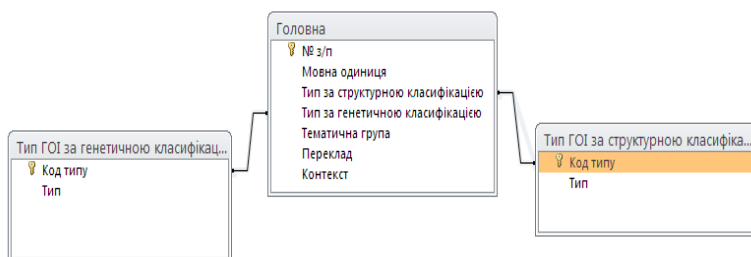 Головна
№ з/п
Мовна одиниця
Тип за структурною класифікацією
Тип за генетичною класифікацією
Тематична група
Переклад
Контекст
Тип ГОІ за генетичною класифікац...
Код типу
Тип
Тип ГОІ за структурною класифіка...
Код типу
Тип